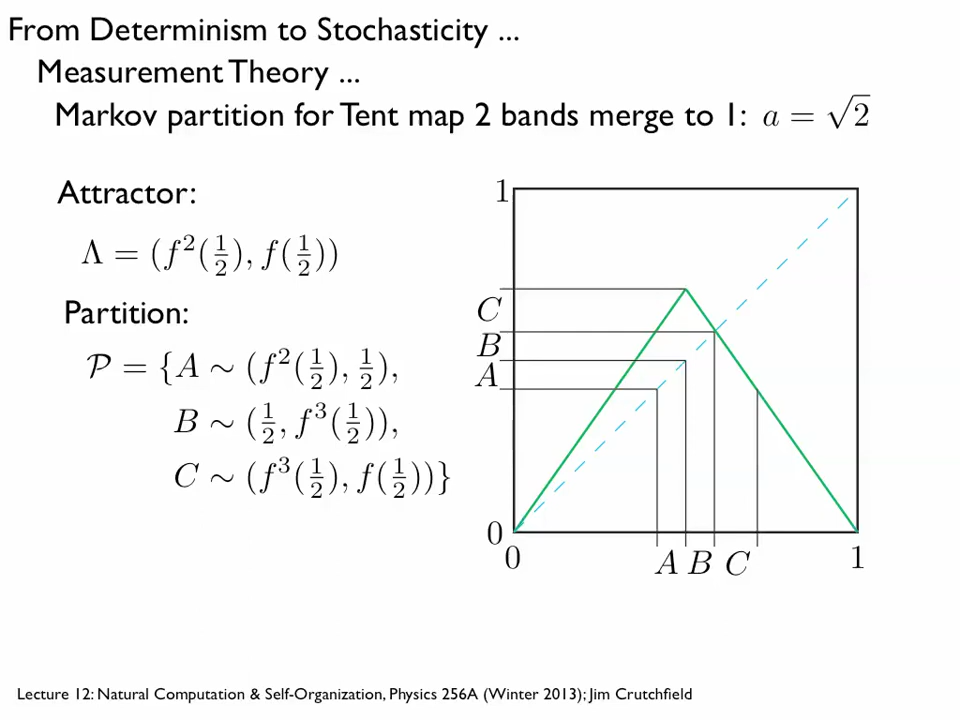 From Determinism to Stochasticity ...
Measurement Theory ...
Markov partition for Tent map 2 bands merge to 1: a = √2
Attractor:
Λ = (f²(1/2), f(1/2))
Partition:
𝒫 = {A ∼ (f²(1/2), 1/2),
B ∼ (1/2, f³(1/2)),
C ∼ (f³(1/2), f(1/2))}
1
C
B
A
0
0 A B C 1
Lecture 12: Natural Computation & Self-Organization, Physics 256A (Winter 2013); Jim Crutchfield